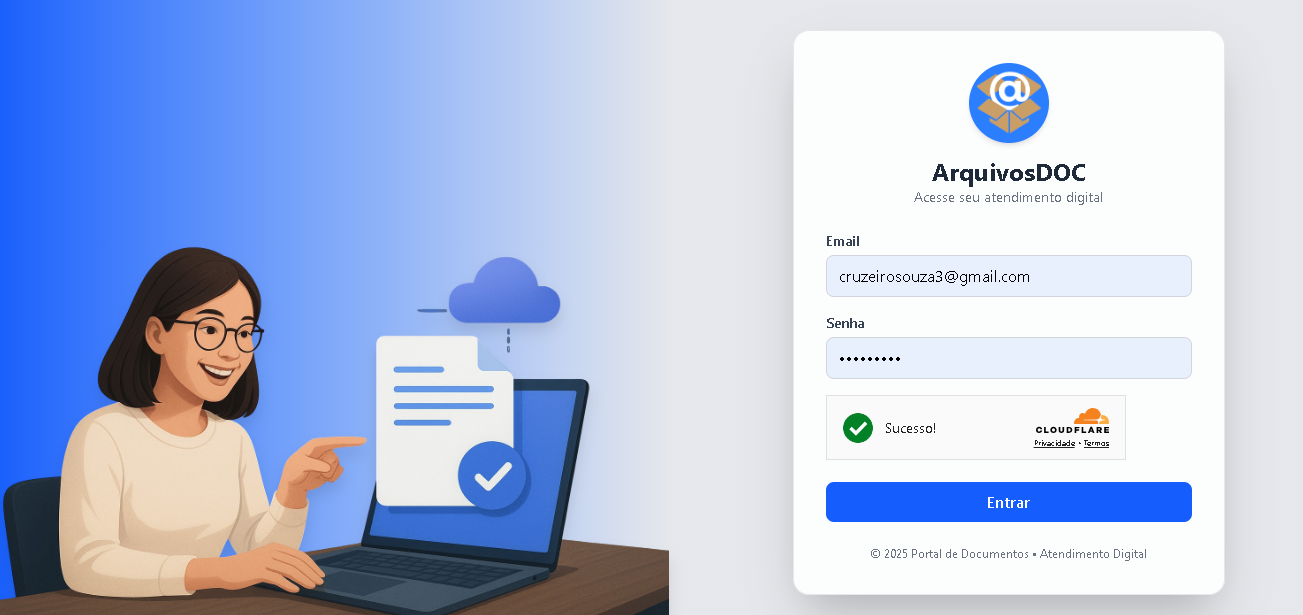 @
ArquivosDOC
Acesse seu atendimento digital
Email
cruzeirosouza3@gmail.com
Senha
•••••••••
Sucesso!
CLOUDFLARE
Privacidade • Termos
Entrar
© 2025 Portal de Documentos • Atendimento Digital